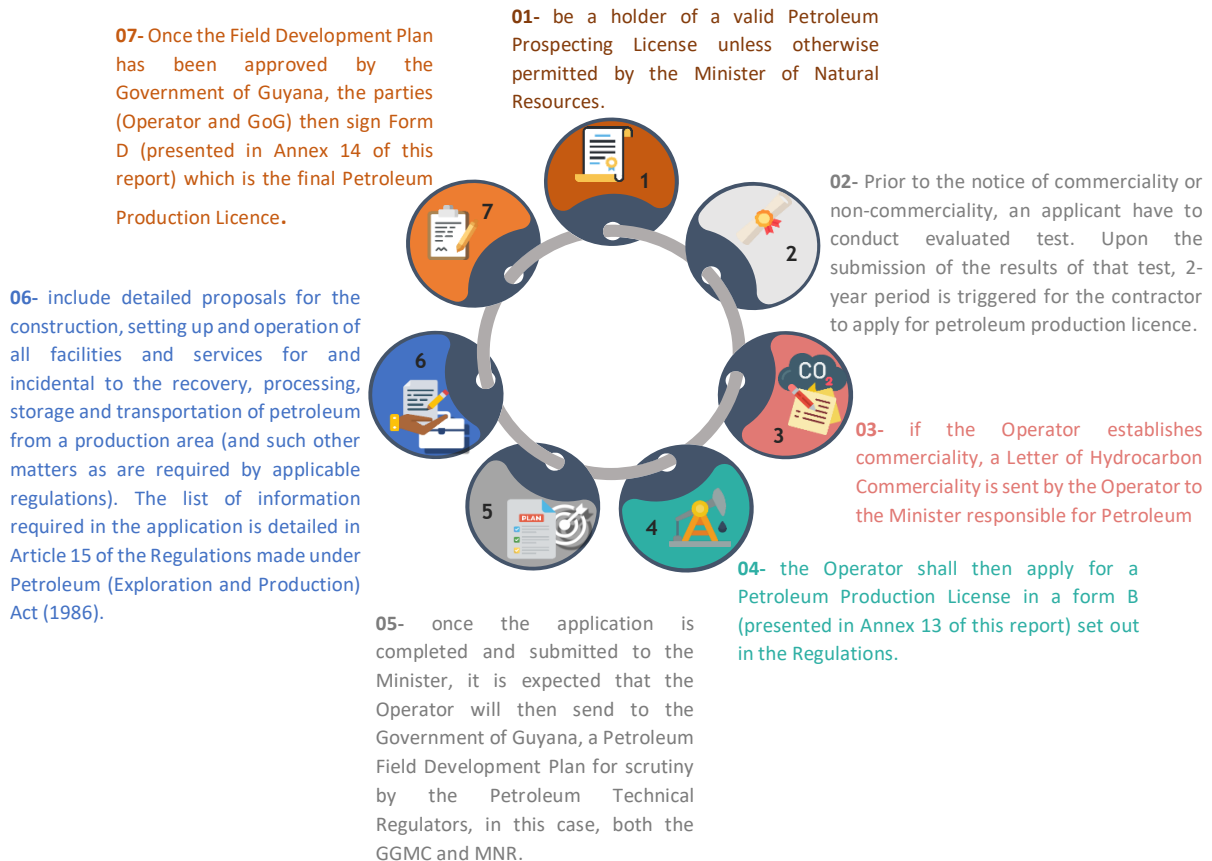 01- be a holder of a valid Petroleum
Prospecting License unless otherwise
permitted by the Minister of Natural
Resources.
02- Prior to the notice of commerciality or
non-commerciality, an applicant have to
conduct evaluated test. Upon the
submission of the results of that test, 2-
year period is triggered for the contractor
to apply for petroleum production licence.
03- if the Operator establishes
commerciality, a Letter of Hydrocarbon
Commerciality is sent by the Operator to
the Minister responsible for Petroleum
04- the Operator shall then apply for a
Petroleum Production License in a form B
(presented in Annex 13 of this report) set out
in the Regulations.
05- once the application is
completed and submitted to the
Minister, it is expected that the
Operator will then send to the
Government of Guyana, a Petroleum
Field Development Plan for scrutiny
by the Petroleum Technical
Regulators, in this case, both the
GGMC and MNR.
06- include detailed proposals for the
construction, setting up and operation of
all facilities and services for and
incidental to the recovery, processing,
storage and transportation of petroleum
from a production area (and such other
matters as are required by applicable
regulations). The list of information
required in the application is detailed in
Article 15 of the Regulations made under
Petroleum (Exploration and Production)
Act (1986).
07- Once the Field Development Plan
has been approved by the
Government of Guyana, the parties
(Operator and GoG) then sign Form
D (presented in Annex 14 of this
report) which is the final Petroleum
Production Licence.
1
2
CO2
3
4
PLAN
5
6
7